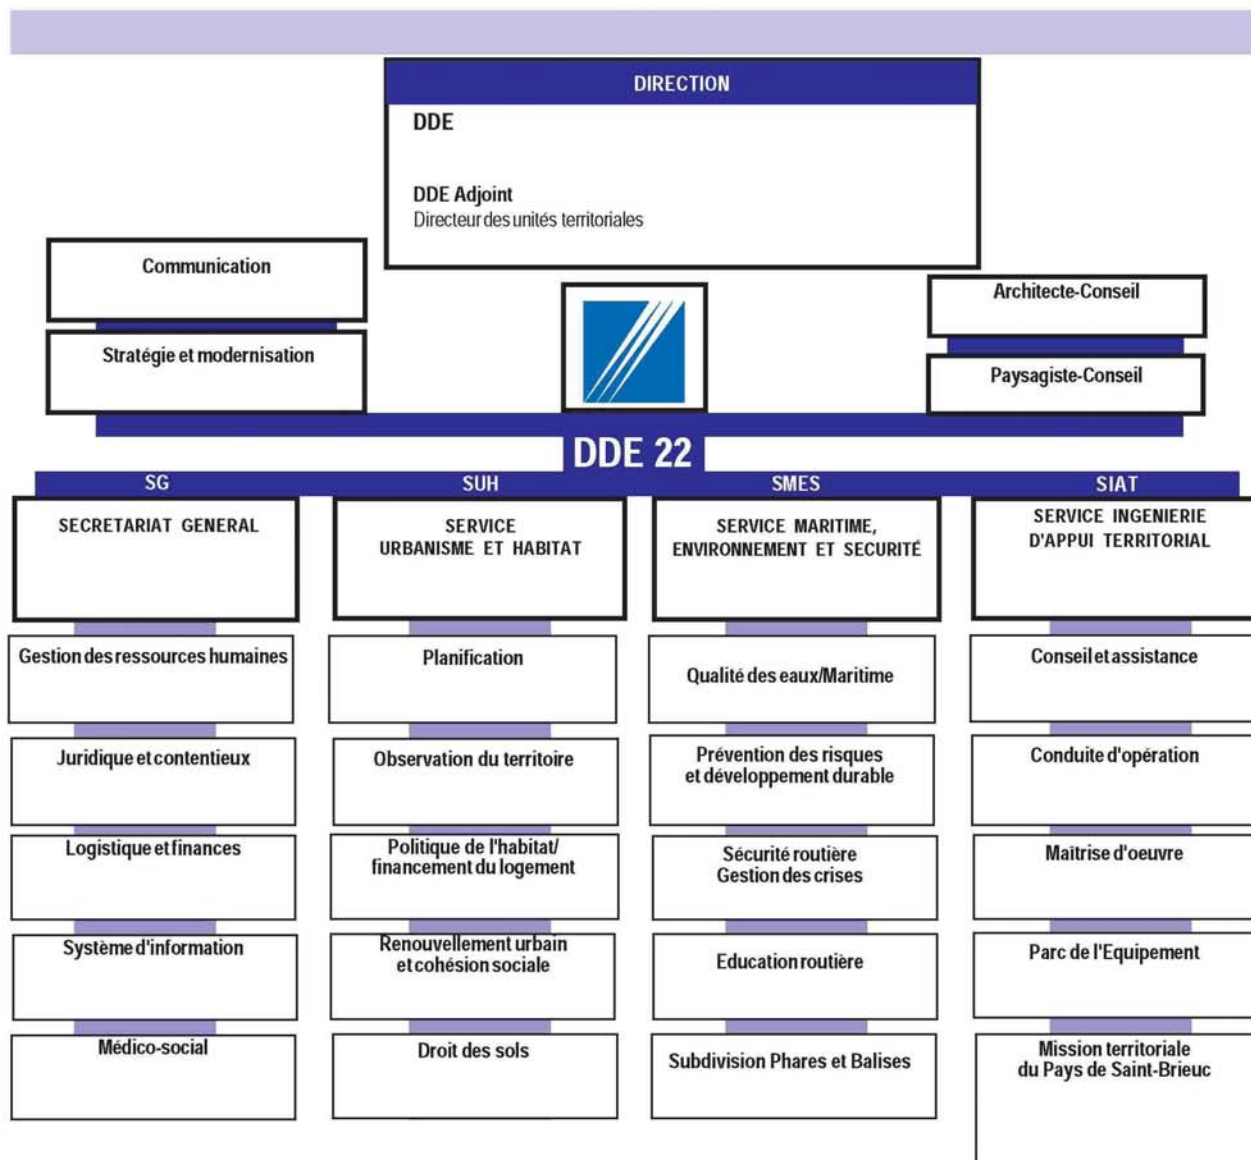 DIRECTION
DDE
DDE Adjoint
Directeur des unités territoriales
Communication
Stratégie et modernisation
Architecte-Conseil
Paysagiste-Conseil
DDE 22
SG
SECRETARIAT GENERAL
Gestion des ressources humaines
Juridique et contentieux
Logistique et finances
Système d'information
Médico-social
SUH
SERVICE
URBANISME ET HABITAT
Planification
Observation du territoire
Politique de l'habitat/
financement du logement
Renouvellement urbain
et cohésion sociale
Droit des sols
SMES
SERVICE MARITIME,
ENVIRONNEMENT ET SECURITÉ
Qualité des eaux/Maritime
Prévention des risques
et développement durable
Sécurité routière
Gestion des crises
Education routière
Subdivision Phares et Balises
SIAT
SERVICE INGENIERIE
D'APPUI TERRITORIAL
Conseil et assistance
Conduite d'opération
Maîtrise d'oeuvre
Parc de l'Equipement
Mission territoriale
du Pays de Saint-Brieuc